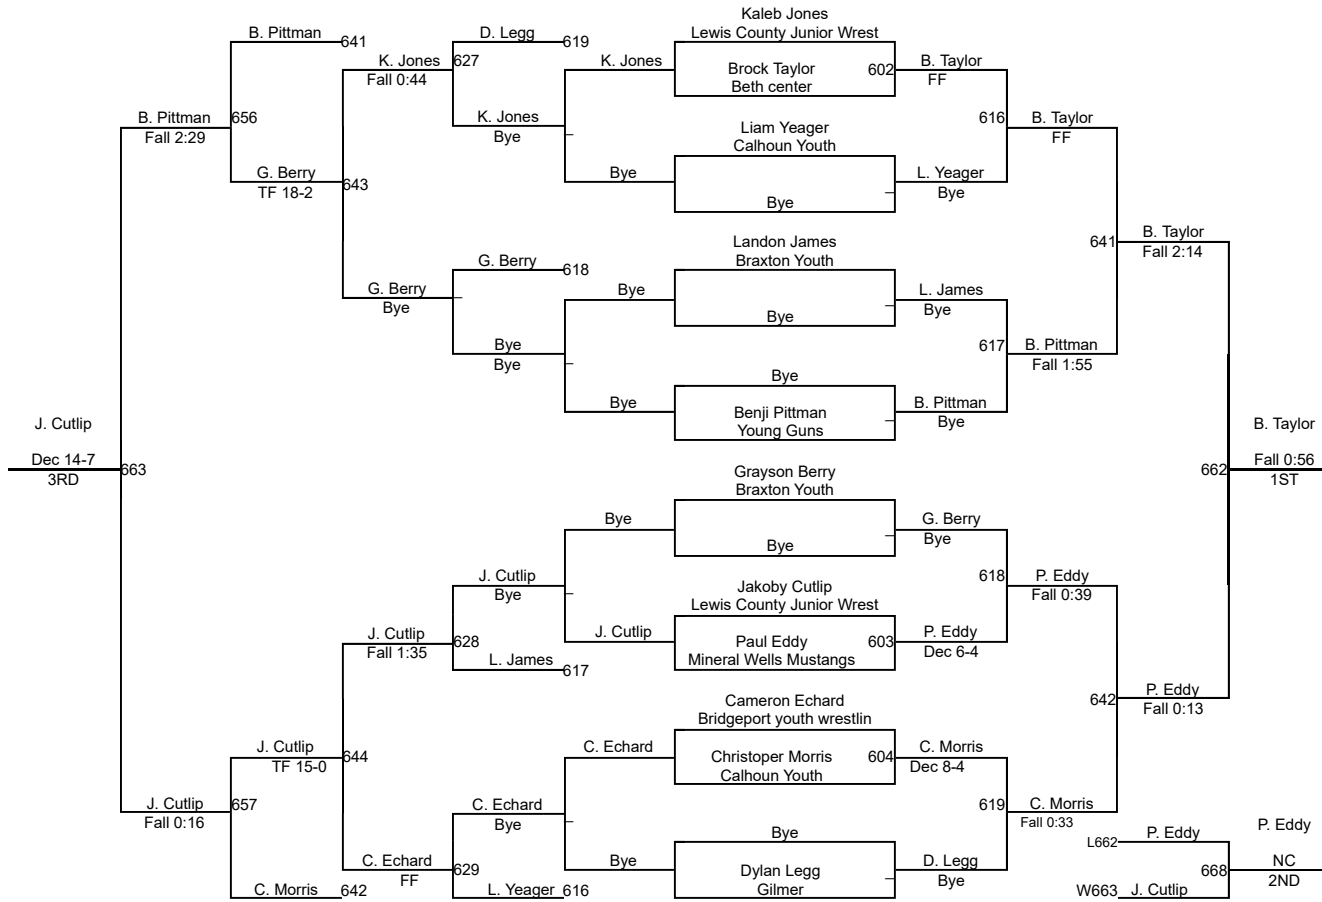 Kaleb Jones
B. Pittman
D. Legg
Lewis County Junior Wrest
641
619
K. Jones
627
K. Jones
Brock Taylor
602
B. Taylor
Fall 0:44
Beth center
FF
B. Pittman
656
K. Jones
616
B. Taylor
Fall 2:29
Bye
Liam Yeager
FF
Calhoun Youth
G. Berry
643
Bye
L. Yeager
TF 18-2
Bye
Bye
B. Taylor
Landon James
641
Fall 2:14
G. Berry
618
Braxton Youth
G. Berry
Bye
L. James
Bye
Bye
Bye
Bye
617
B. Pittman
Bye
Fall 1:55
Bye
Bye
Benji Pittman
B. Pittman
Young Guns
Bye
J. Cutlip
B. Taylor
Dec 14-7
663
662
Fall 0:56
3RD
Grayson Berry
1ST
Braxton Youth
Bye
G. Berry
Bye
Bye
J. Cutlip
618
P. Eddy
Bye
Jakoby Cutlip
Fall 0:39
Lewis County Junior Wrest
J. Cutlip
628
J. Cutlip
Paul Eddy
603
P. Eddy
Fall 1:35
Mineral Wells Mustangs
Dec 6-4
L. James
617
Cameron Echard
642
P. Eddy
Bridgeport youth wrestlin
Fall 0:13
J. Cutlip
644
C. Echard
Christoper Morris
604
C. Morris
TF 15-0
Calhoun Youth
Dec 8-4
J. Cutlip
657
C. Echard
619
C. Morris
Fall 0:16
Bye
Fall 0:33
Bye
P. Eddy
P. Eddy
L662
C. Echard
629
Bye
Dylan Legg
D. Legg
668
NC
FF
Gilmer
Bye
2ND
C. Morris
642
L. Yeager
616
W663
J. Cutlip